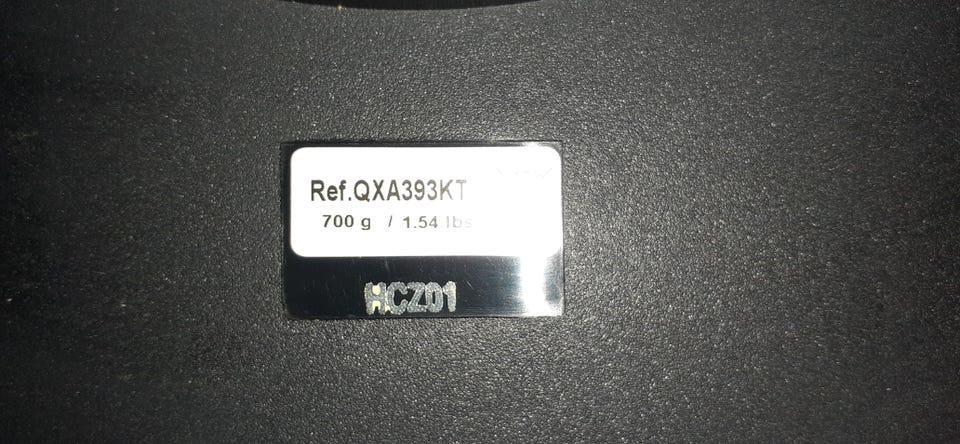 Ref.QXA393KT
700 g / 1.54 lbs
HCZ01